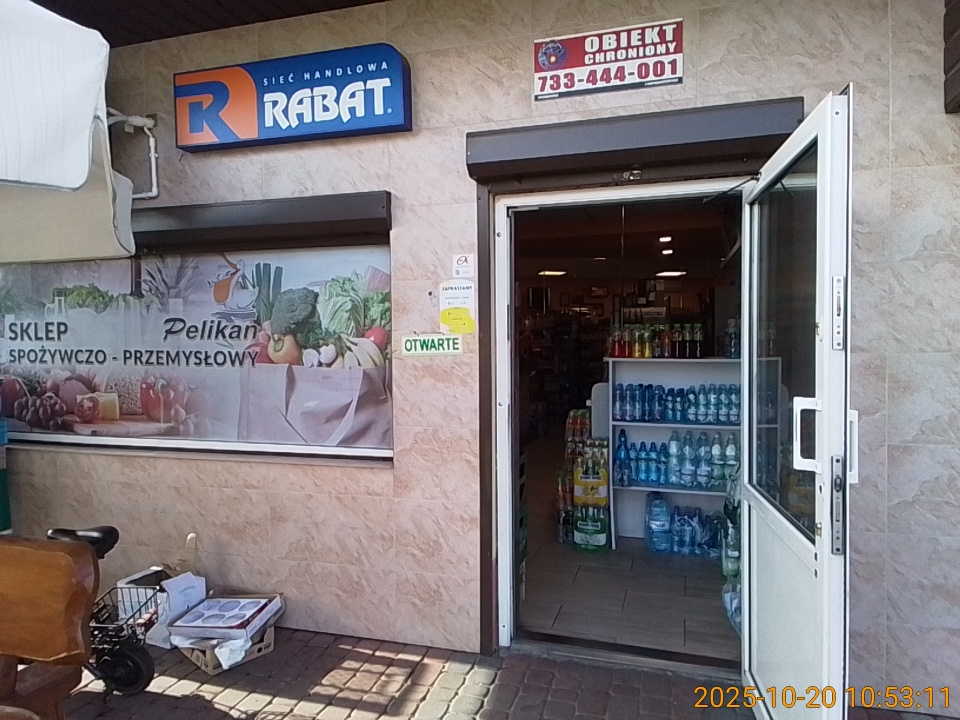 SIEĆ HANDLOWA
RABAT
OBIEKT
CHRONIONY
733-444-001
Pelikan
SKLEP
SPOŻYWCZO - PRZEMYSŁOWY
ZAPRASZAMY
OTWARTE
2025-10-20 10:53:11